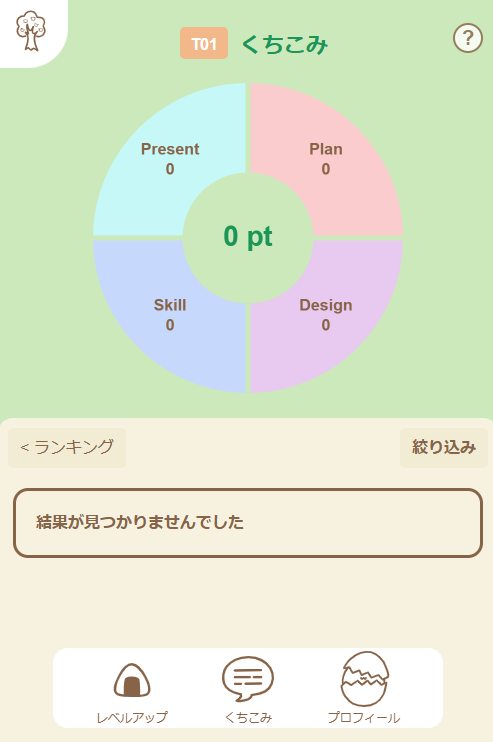 T01 くちこみ
?
Present
0
Plan
0
0 pt
Skill
0
Design
0
< ランキング
絞り込み
結果が見つかりませんでした
レベルアップ
くちこみ
プロフィール